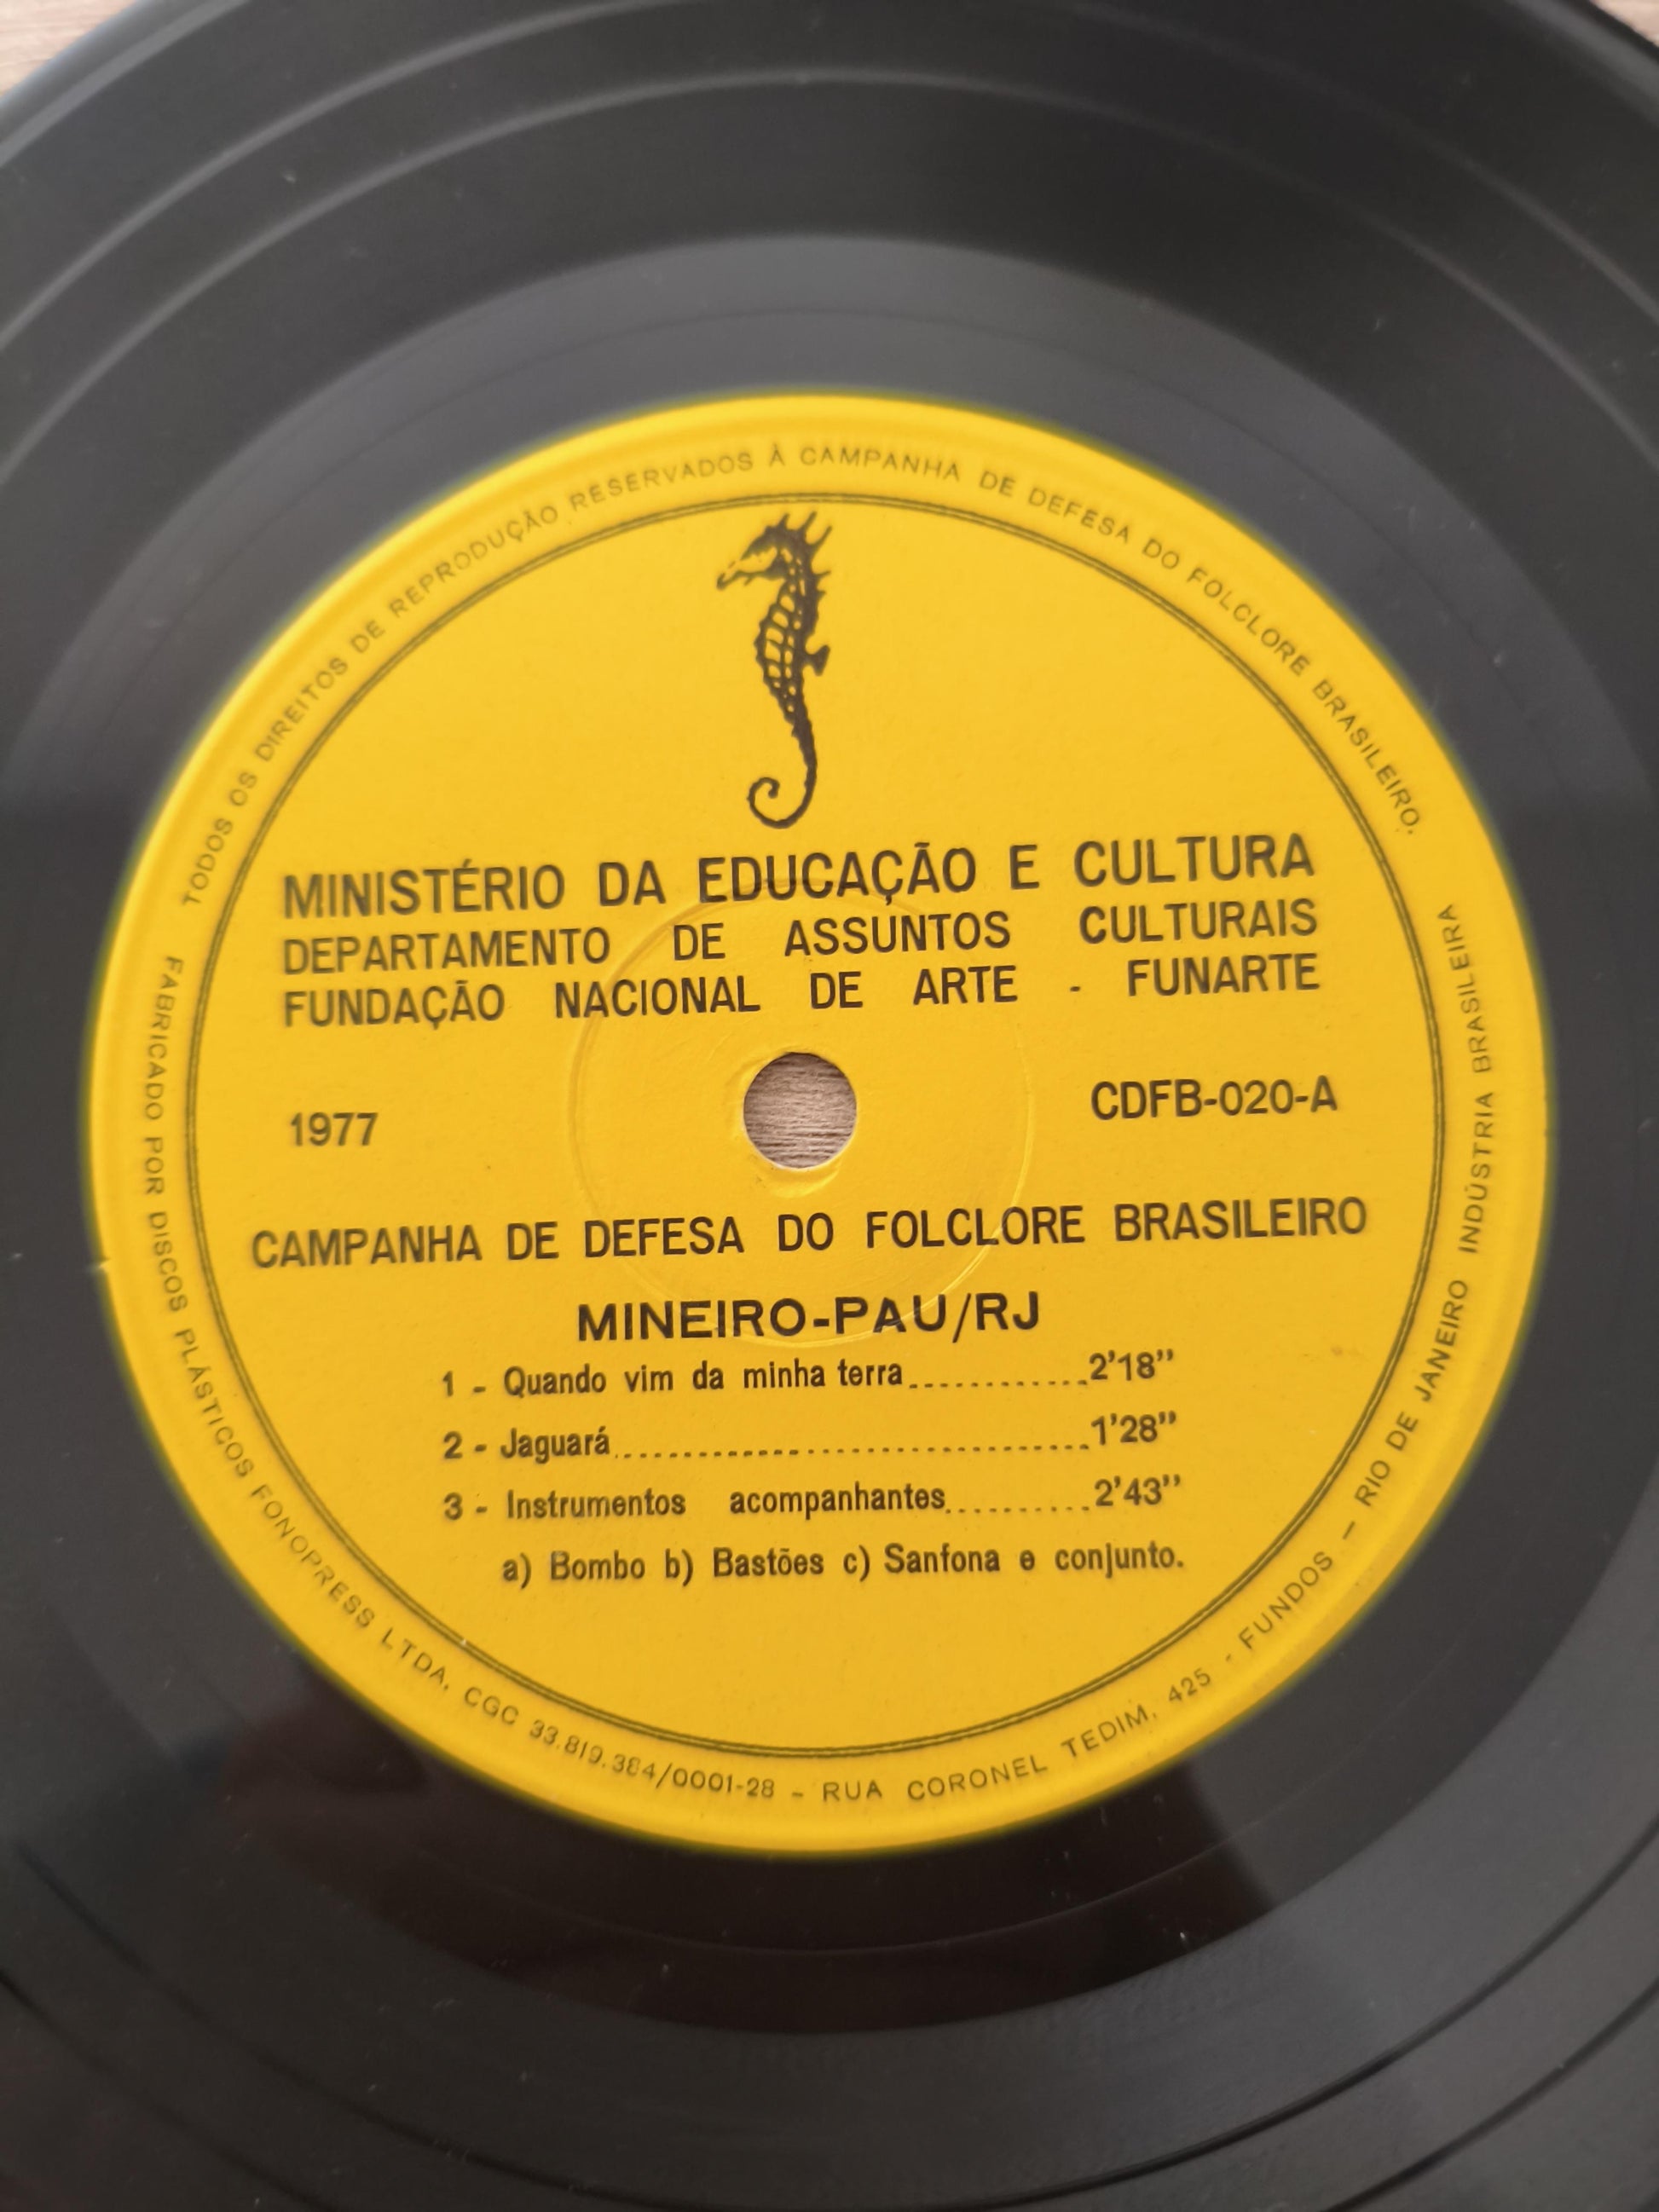 TODOS OS DIREITOS DE REPRODUÇÃO RESERVADOS À CAMPANHA DE DEFESA DO FOLCLORE BRASILEIRO.
MINISTÉRIO DA EDUCAÇÃO E CULTURA
DEPARTAMENTO DE ASSUNTOS CULTURAIS
FUNDAÇÃO NACIONAL DE ARTE - FUNARTE
1977
CDFB-020-A
CAMPANHA DE DEFESA DO FOLCLORE BRASILEIRO
MINEIRO-PAU/RJ
1 - Quando vim da minha terra............2'18"
2 - Jaguará.................................1'28"
3 - Instrumentos acompanhantes..........2'43"
a) Bombo b) Bastões c) Sanfona e conjunto.
FABRICADO POR DISCOS PLÁSTICOS FONOPRESS LTDA. CGC 33.819.384/0001-28 - RUA CORONEL TEDIM, 425 - FUNDOS - RIO DE JANEIRO INDÚSTRIA BRASILEIRA